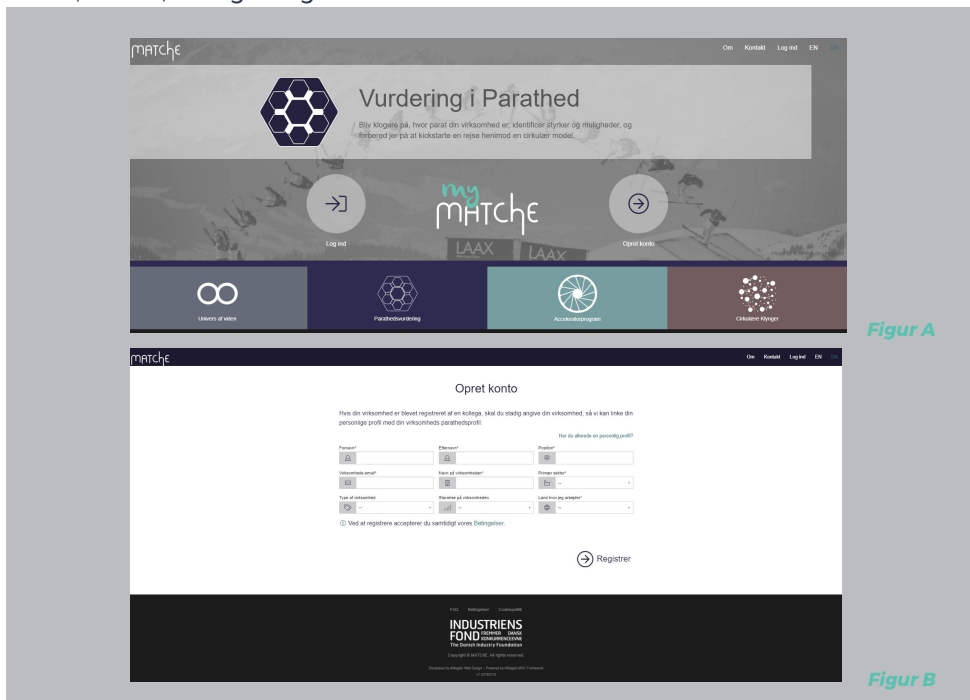 MATChE
Om Kontakt Log ind EN
Vurdering i Parathed
Bliv klogere på, hvor parat din virksomhed er, identificer styrker og muligheder, og
forbered jer på at kickstarte en rejse henimod en cirkulær model.
my
MATChE
Log ind
Opret konto
LAAX
LAAX
Univers af viden
Parathedsvurdering
Acceleratorprogram
Cirkulære Klynger
Figur A
MATChE
Om Kontakt Log ind EN
Opret konto
Hvis din virksomhed er blevet registreret af en kollega, skal du stadig angive din virksomhed, så vi kan linke din
personlige profil med din virksomheds parathedsprofil.
Har du allerede en personlig profil?
Fornavn* Efternavn* Position*
Virksomheds-email* Navn på virksomheden* Primær sektor*
Type af virksomhed Størrelse på virksomheden Land hvor jeg arbejder*
Ved at registrere accepterer du samtidigt vores Betingelser.
Registrer
FAQ Betingelser Cookiepolitik
INDUSTRIENS
FOND FREMMER DANSK
KONKURRENCEEVNE
The Danish Industry Foundation
Copyright © MATChE. All rights reserved.
Figur B